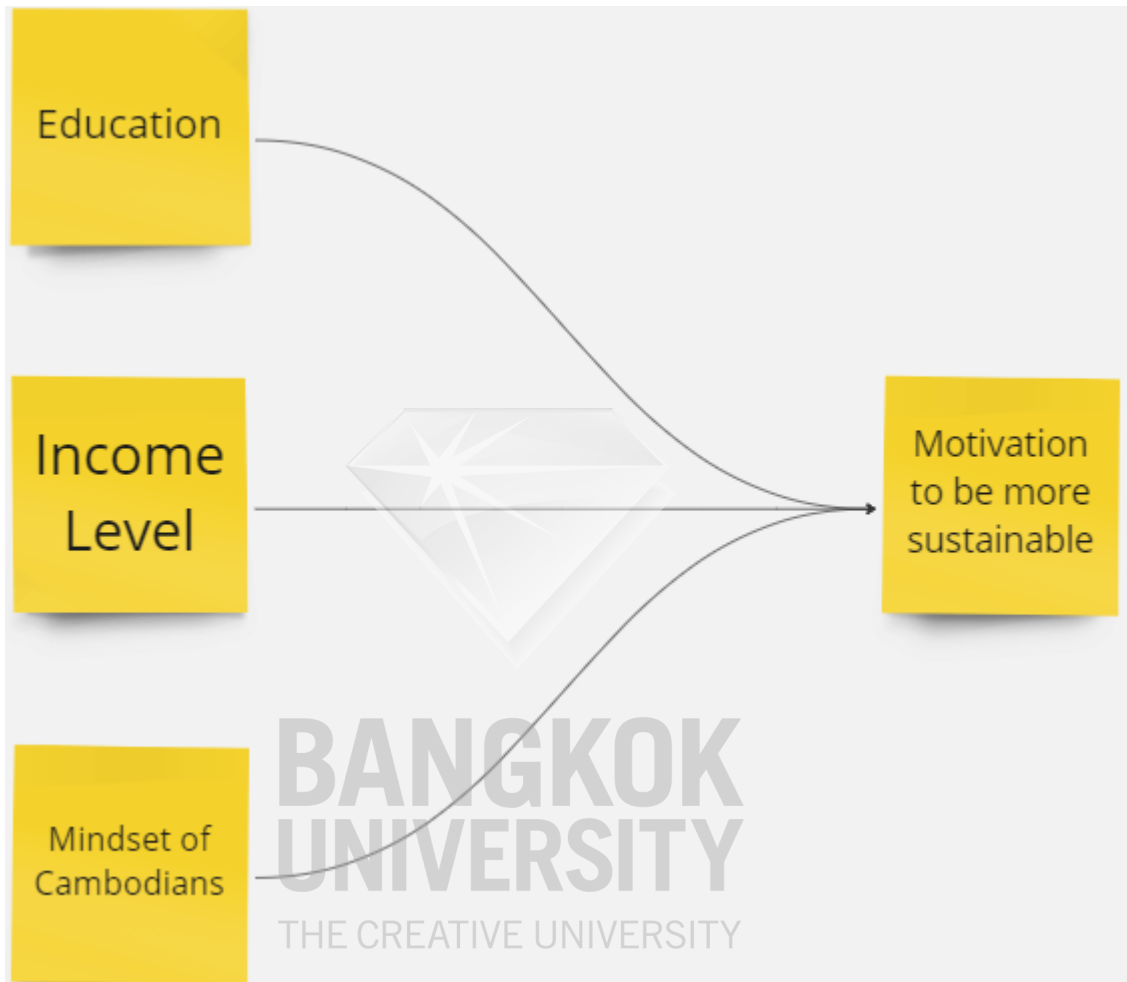 Education
Income
Level
Motivation
to be more
sustainable
Mindset of
Cambodians
BANGKOK
UNIVERSITY
THE CREATIVE UNIVERSITY